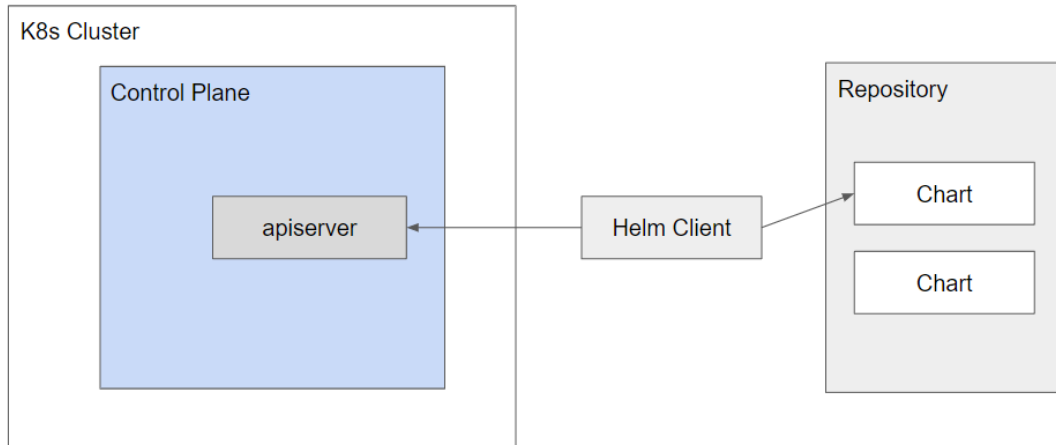 K8s Cluster
Control Plane
apiserver
Helm Client
Repository
Chart
Chart